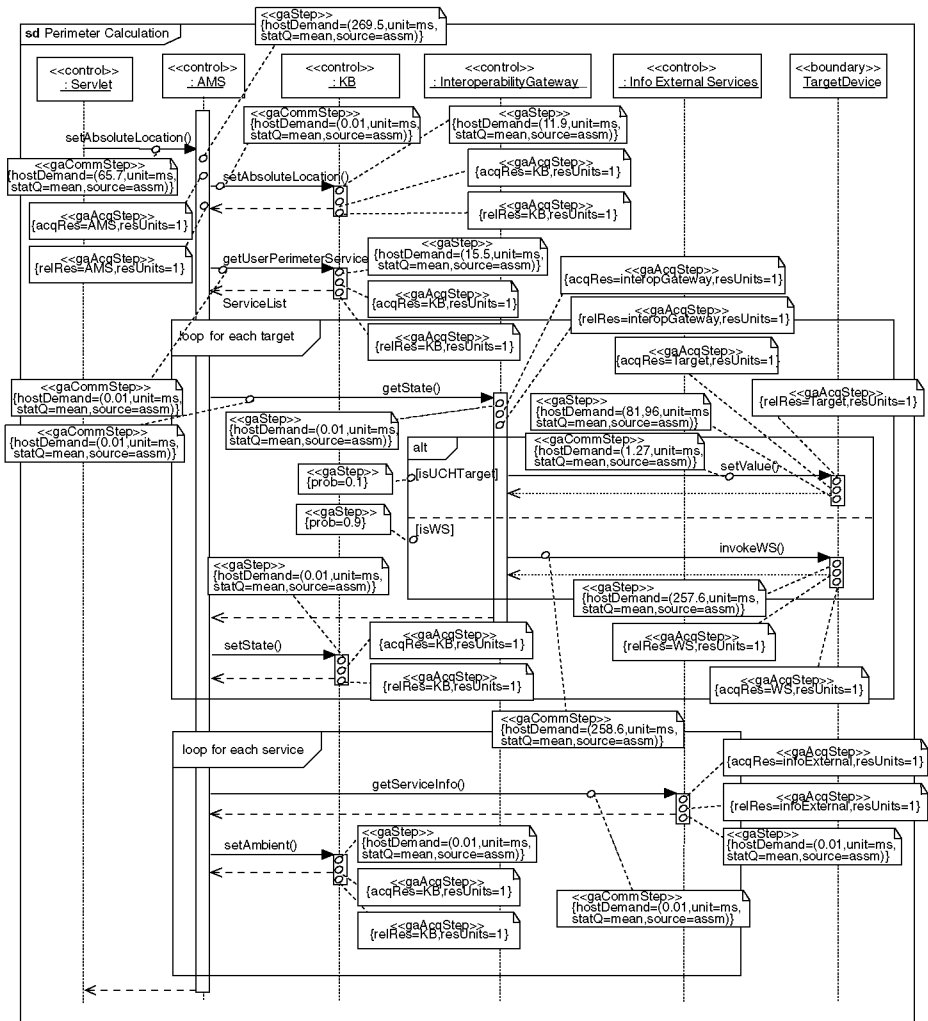 <<gaStep>>
{hostDemand=(269.5,unit=ms,
statQ=mean,source=assm)}
sd Perimeter Calculation
<<control>>
: Servlet
<<control>>
: AMS
<<control>>
: KB
<<control>>
: InteroperabilityGateway
<<control>>
: Info External Services
<<boundary>>
TargetDevice
<<gaCommStep>>
{hostDemand=(0.01,unit=ms,
statQ=mean,source=assm)}
<<gaStep>>
{hostDemand=(11.9,unit=ms,
statQ=mean,source=assm)}
setAbsoluteLocation()
<<gaCommStep>>
{hostDemand=(65.7,unit=ms,
statQ=mean,source=assm)}
setAbsoluteLocation()
<<gaAcqStep>>
{acqRes=KB,resUnits=1}
<<gaAcqStep>>
{acqRes=AMS,resUnits=1}
<<gaAcqStep>>
{relRes=KB,resUnits=1}
<<gaAcqStep>>
{relRes=AMS,resUnits=1}
getUserPerimeterService
<<gaStep>>
{hostDemand=(15.5,unit=ms,
statQ=mean,source=assm)}
<<gaAcqStep>>
{acqRes=interopGateway,resUnits=1}
<<gaAcqStep>>
{acqRes=KB,resUnits=1}
ServiceList
<<gaAcqStep>>
{relRes=interopGateway,resUnits=1}
loop for each target
<<gaAcqStep>>
{relRes=KB,resUnits=1}
<<gaAcqStep>>
{acqRes=Target,resUnits=1}
<<gaCommStep>>
{hostDemand=(0.01,unit=ms,
statQ=mean,source=assm)}
getState()
<<gaAcqStep>>
{relRes=Target,resUnits=1}
<<gaCommStep>>
{hostDemand=(0.01,unit=ms,
statQ=mean,source=assm)}
<<gaStep>>
{hostDemand=(0.01,unit=ms,
statQ=mean,source=assm)}
<<gaStep>>
{hostDemand=(81,96,unit=ms
statQ=mean,source=assm)}
alt
<<gaCommStep>>
{hostDemand=(1.27,unit=ms,
statQ=mean,source=assm)}
<<gaStep>>
{prob=0.1}
[isUCHTarget]
setValue()
<<gaStep>>
{prob=0.9}
[isWS]
invokeWS()
<<gaStep>>
{hostDemand=(0.01,unit=ms,
statQ=mean,source=assm)}
<<gaStep>>
{hostDemand=(257.6,unit=ms,
statQ=mean,source=assm)}
setState()
<<gaAcqStep>>
{acqRes=KB,resUnits=1}
<<gaAcqStep>>
{relRes=WS,resUnits=1}
<<gaAcqStep>>
{relRes=KB,resUnits=1}
<<gaAcqStep>>
{acqRes=WS,resUnits=1}
<<gaCommStep>>
{hostDemand=(258.6,unit=ms,
statQ=mean,source=assm)}
loop for each service
<<gaAcqStep>>
{acqRes=infoExternal,resUnits=1}
getServiceInfo()
<<gaAcqStep>>
{relRes=infoExternal,resUnits=1}
setAmbient()
<<gaStep>>
{hostDemand=(0.01,unit=ms,
statQ=mean,source=assm)}
<<gaStep>>
{hostDemand=(0.01,unit=ms,
statQ=mean,source=assm)}
<<gaAcqStep>>
{acqRes=KB,resUnits=1}
<<gaCommStep>>
{hostDemand=(0.01,unit=ms,
statQ=mean,source=assm)}
<<gaAcqStep>>
{relRes=KB,resUnits=1}